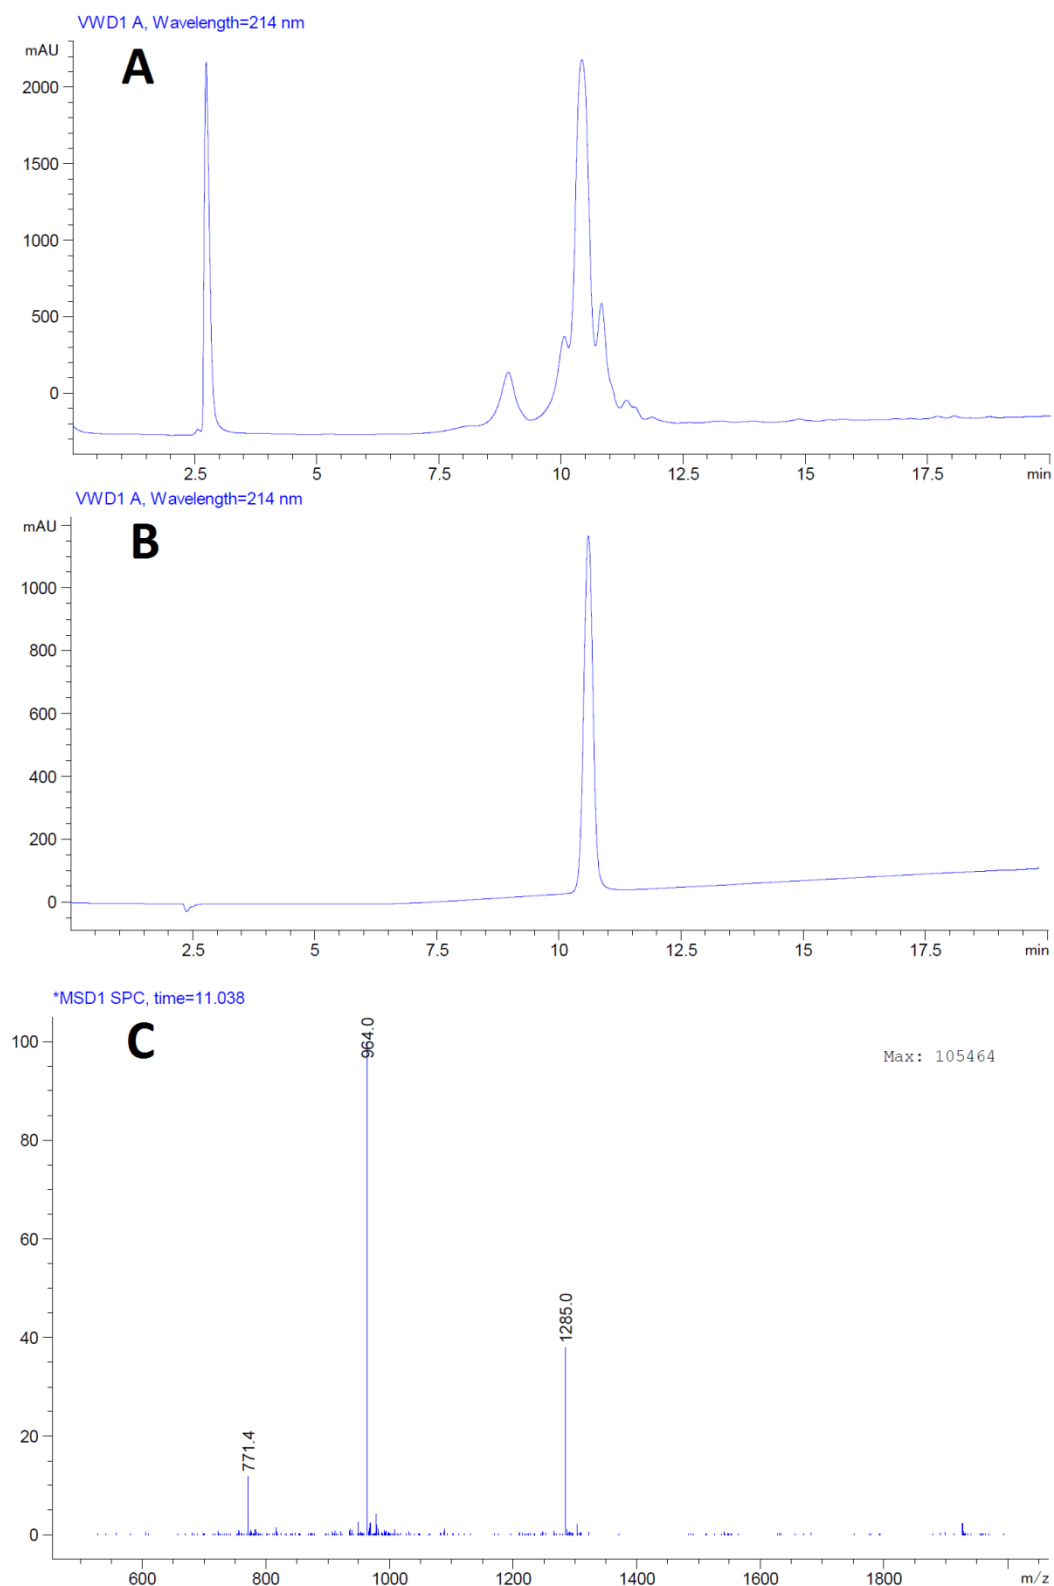 VWD1 A, Wavelength=214 nm
mAU
A
2000
1500
1000
500
0
2.5 5 7.5 10 12.5 15 17.5 min
VWD1 A, Wavelength=214 nm
mAU
B
1000
800
600
400
200
0
2.5 5 7.5 10 12.5 15 17.5 min
*MSD1 SPC, time=11.038
C
100
964.0
Max: 105464
80
60
40
1285.0
20
771.4
0
600 800 1000 1200 1400 1600 1800 m/z